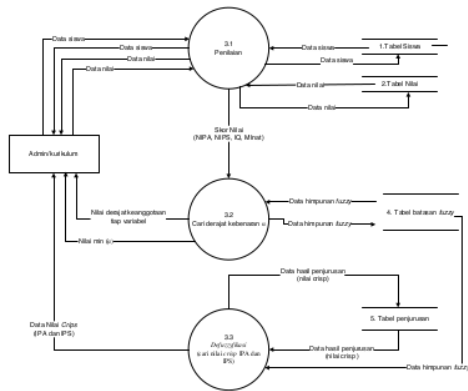 Data siswa
Data siswa
Data nilai
Data nilai
3.1
Penilaian
Data siswa
1.Tabel Siswa
Data siswa
Data nilai
2.Tabel Nilai
Data nilai
Skor Nilai
(NIPA, NIPS, IQ, MInat)
Admin/kurikulum
Nilai derajat keanggotaan
tiap variabel
Nilai min (α)
3.2
Cari derajat kebenaran α
Data himpunan fuzzy
Data himpunan fuzzy
4. Tabel batasan fuzzy
Data hasil penjurusan
(nilai crisp)
5. Tabel penjurusan
Data Nilai Crips
(IPA dan IPS)
3.3
Defuzzyfikasi
(cari nilai crisp IPA dan
IPS)
Data hasil penjurusan
(nilai crisp)
Data himpunan fuzzy